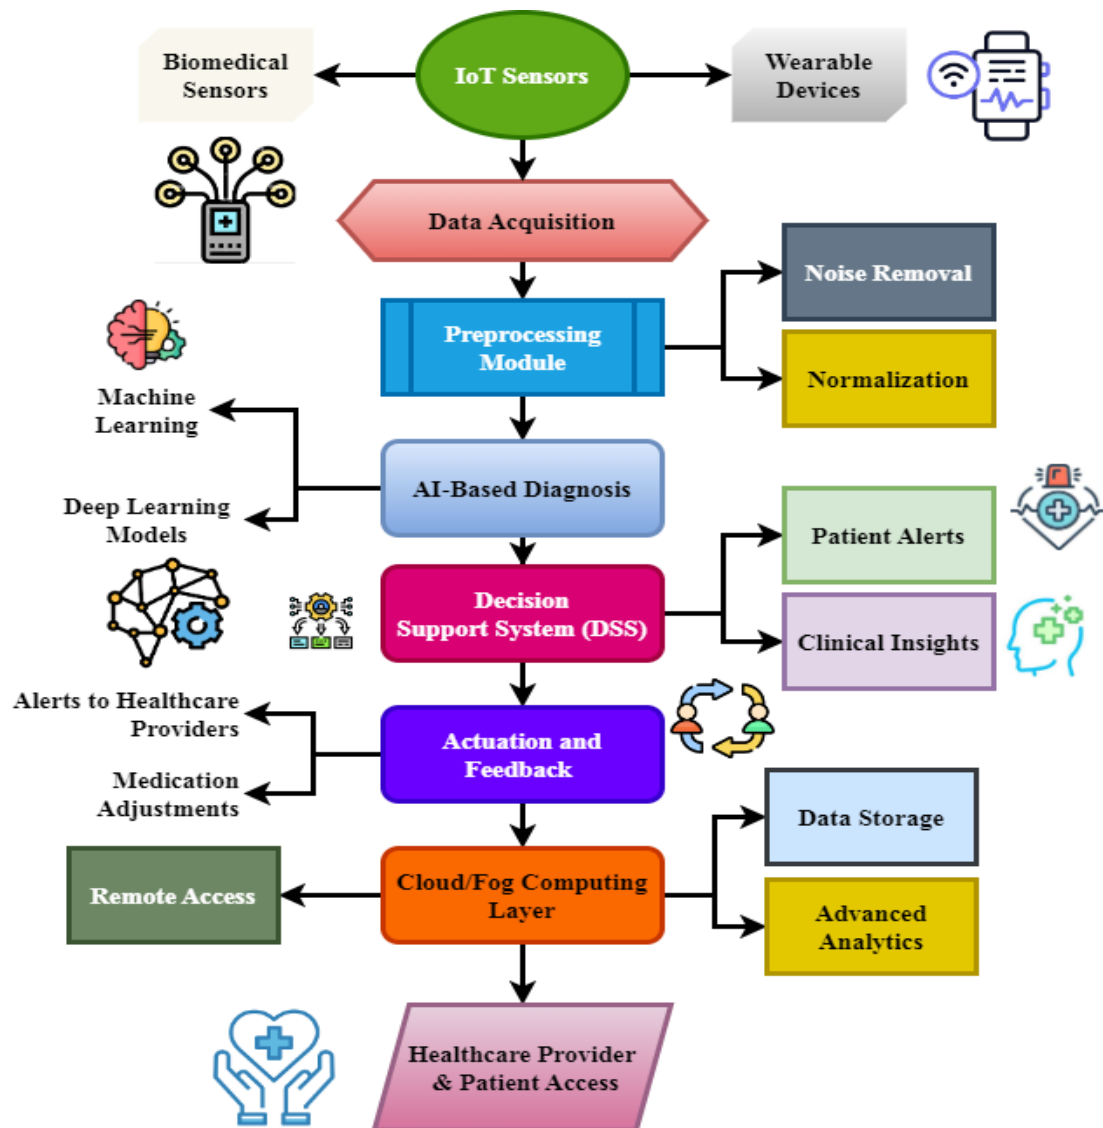 Biomedical
Sensors
IoT Sensors
Wearable
Devices
Data Acquisition
Noise Removal
Preprocessing
Module
Normalization
Machine
Learning
AI-Based Diagnosis
Deep Learning
Models
Patient Alerts
Decision
Support System (DSS)
Clinical Insights
Alerts to Healthcare
Providers
Actuation and
Feedback
Medication
Adjustments
Data Storage
Remote Access
Cloud/Fog Computing
Layer
Advanced
Analytics
Healthcare Provider
& Patient Access